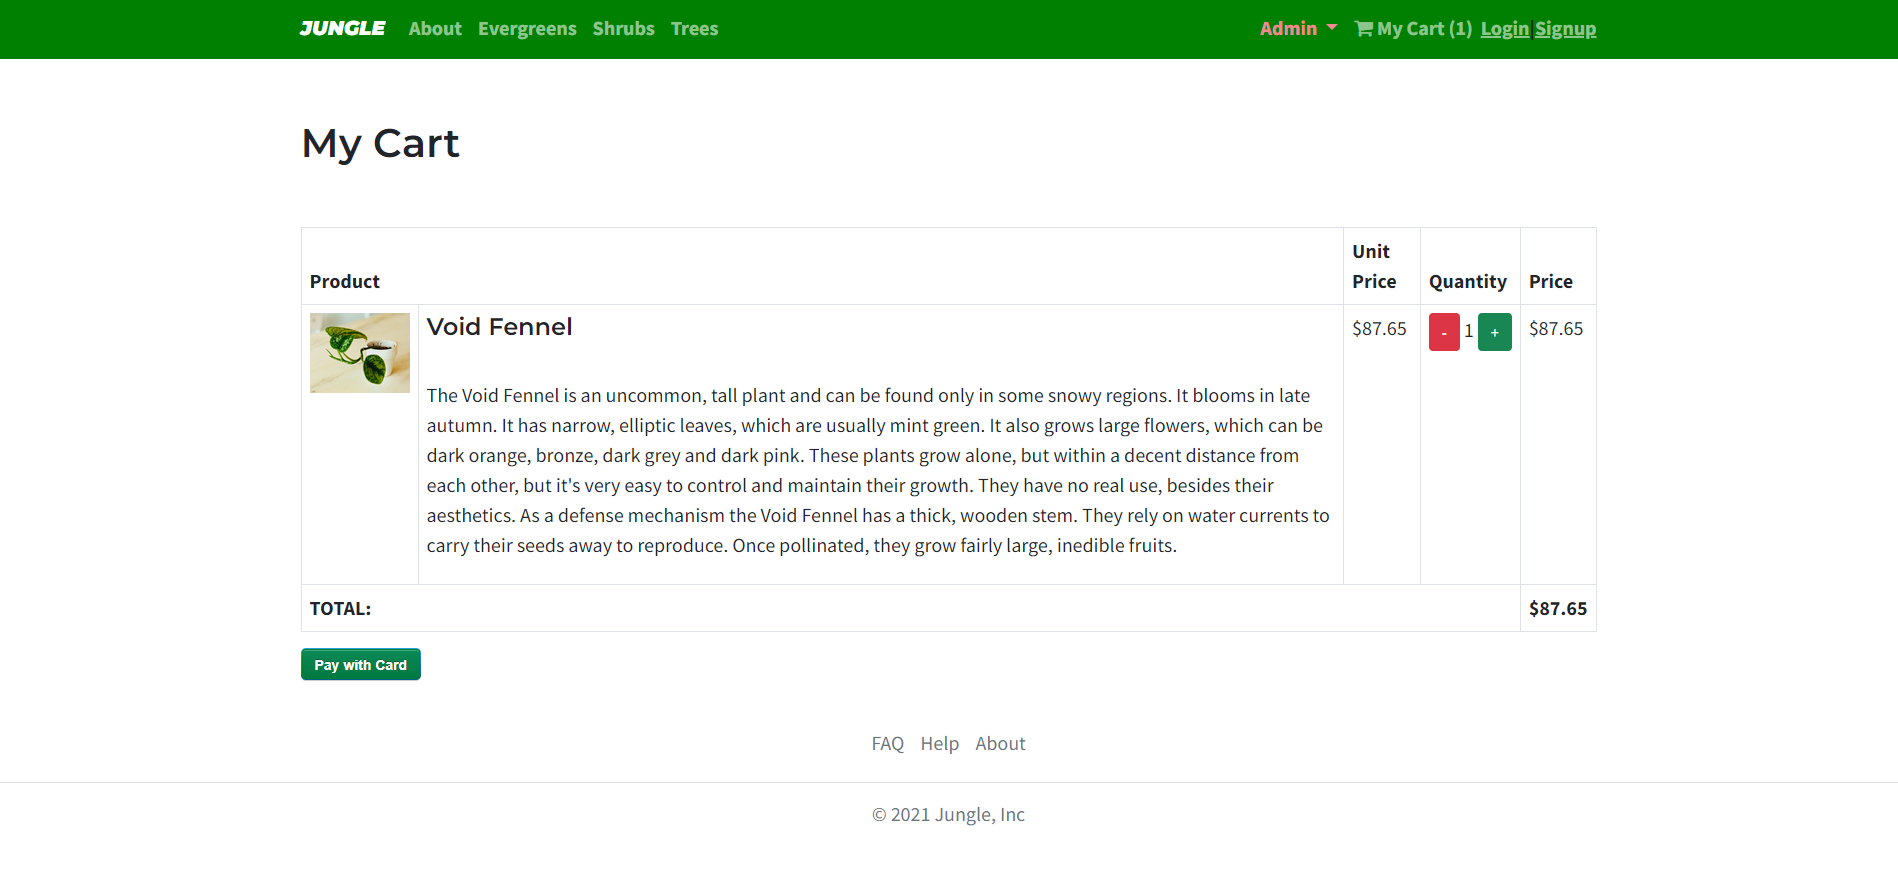 JUNGLE About Evergreens Shrubs Trees Admin My Cart (1) Login|Signup
My Cart
Product Unit Price Quantity Price
Void Fennel $87.65 - 1 + $87.65
The Void Fennel is an uncommon, tall plant and can be found only in some snowy regions. It blooms in late
autumn. It has narrow, elliptic leaves, which are usually mint green. It also grows large flowers, which can be
dark orange, bronze, dark grey and dark pink. These plants grow alone, but within a decent distance from
each other, but it's very easy to control and maintain their growth. They have no real use, besides their
aesthetics. As a defense mechanism the Void Fennel has a thick, wooden stem. They rely on water currents to
carry their seeds away to reproduce. Once pollinated, they grow fairly large, inedible fruits.
TOTAL: $87.65
Pay with Card
FAQ Help About
© 2021 Jungle, Inc